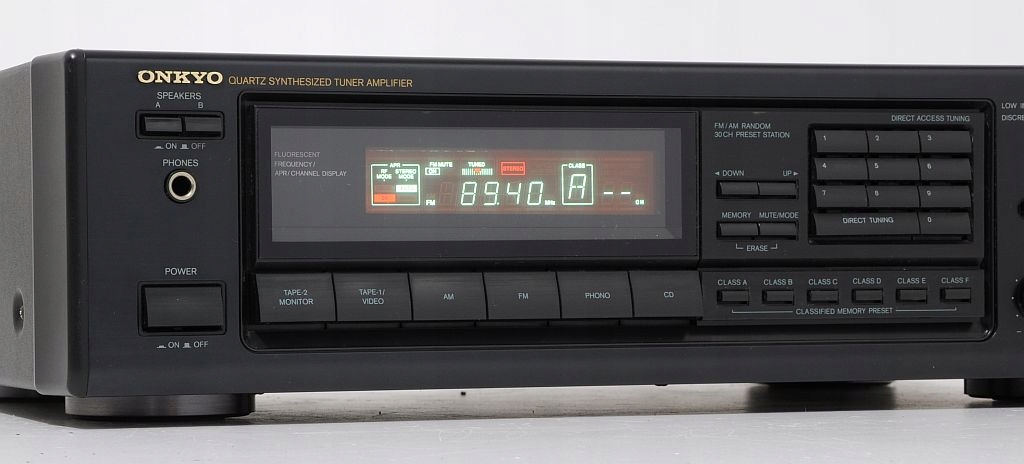 ONKYO QUARTZ SYNTHESIZED TUNER AMPLIFIER
SPEAKERS
A B
ON OFF
PHONES
POWER
ON OFF
FLUORESCENT
FREQUENCY/
APR/CHANNEL DISPLAY
APR
RF MODE STEREO MODE
FM MUTE
ON
TUNED
STEREO
CLASS
FM 89.40 MHz A -- CH
TAPE-2 MONITOR
TAPE-1/ VIDEO
AM
FM
PHONO
CD
FM/AM RANDOM
30 CH PRESET STATION
DIRECT ACCESS TUNING
DOWN UP
MEMORY MUTE/MODE
ERASE
1 2 3
4 5 6
7 8 9
DIRECT TUNING 0
CLASS A CLASS B CLASS C CLASS D CLASS E CLASS F
CLASSIFIED MEMORY PRESET
LOW
DISCRE